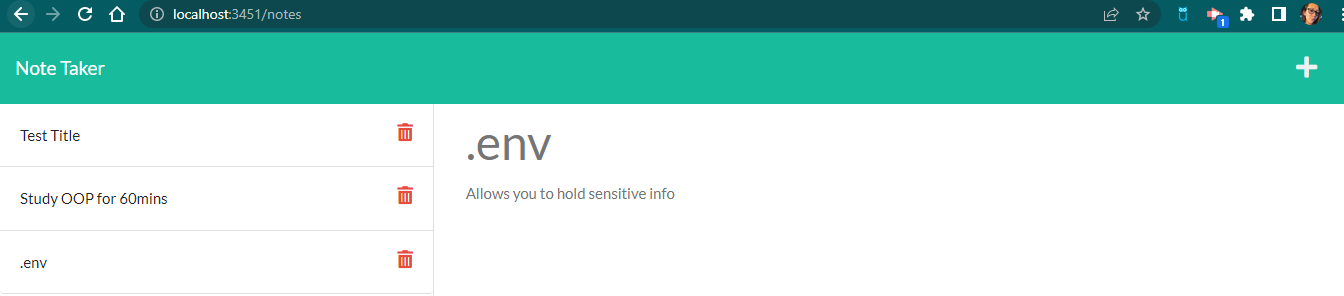 localhost:3451/notes
1
Note Taker
Test Title
Study OOP for 60mins
.env
.env
Allows you to hold sensitive info